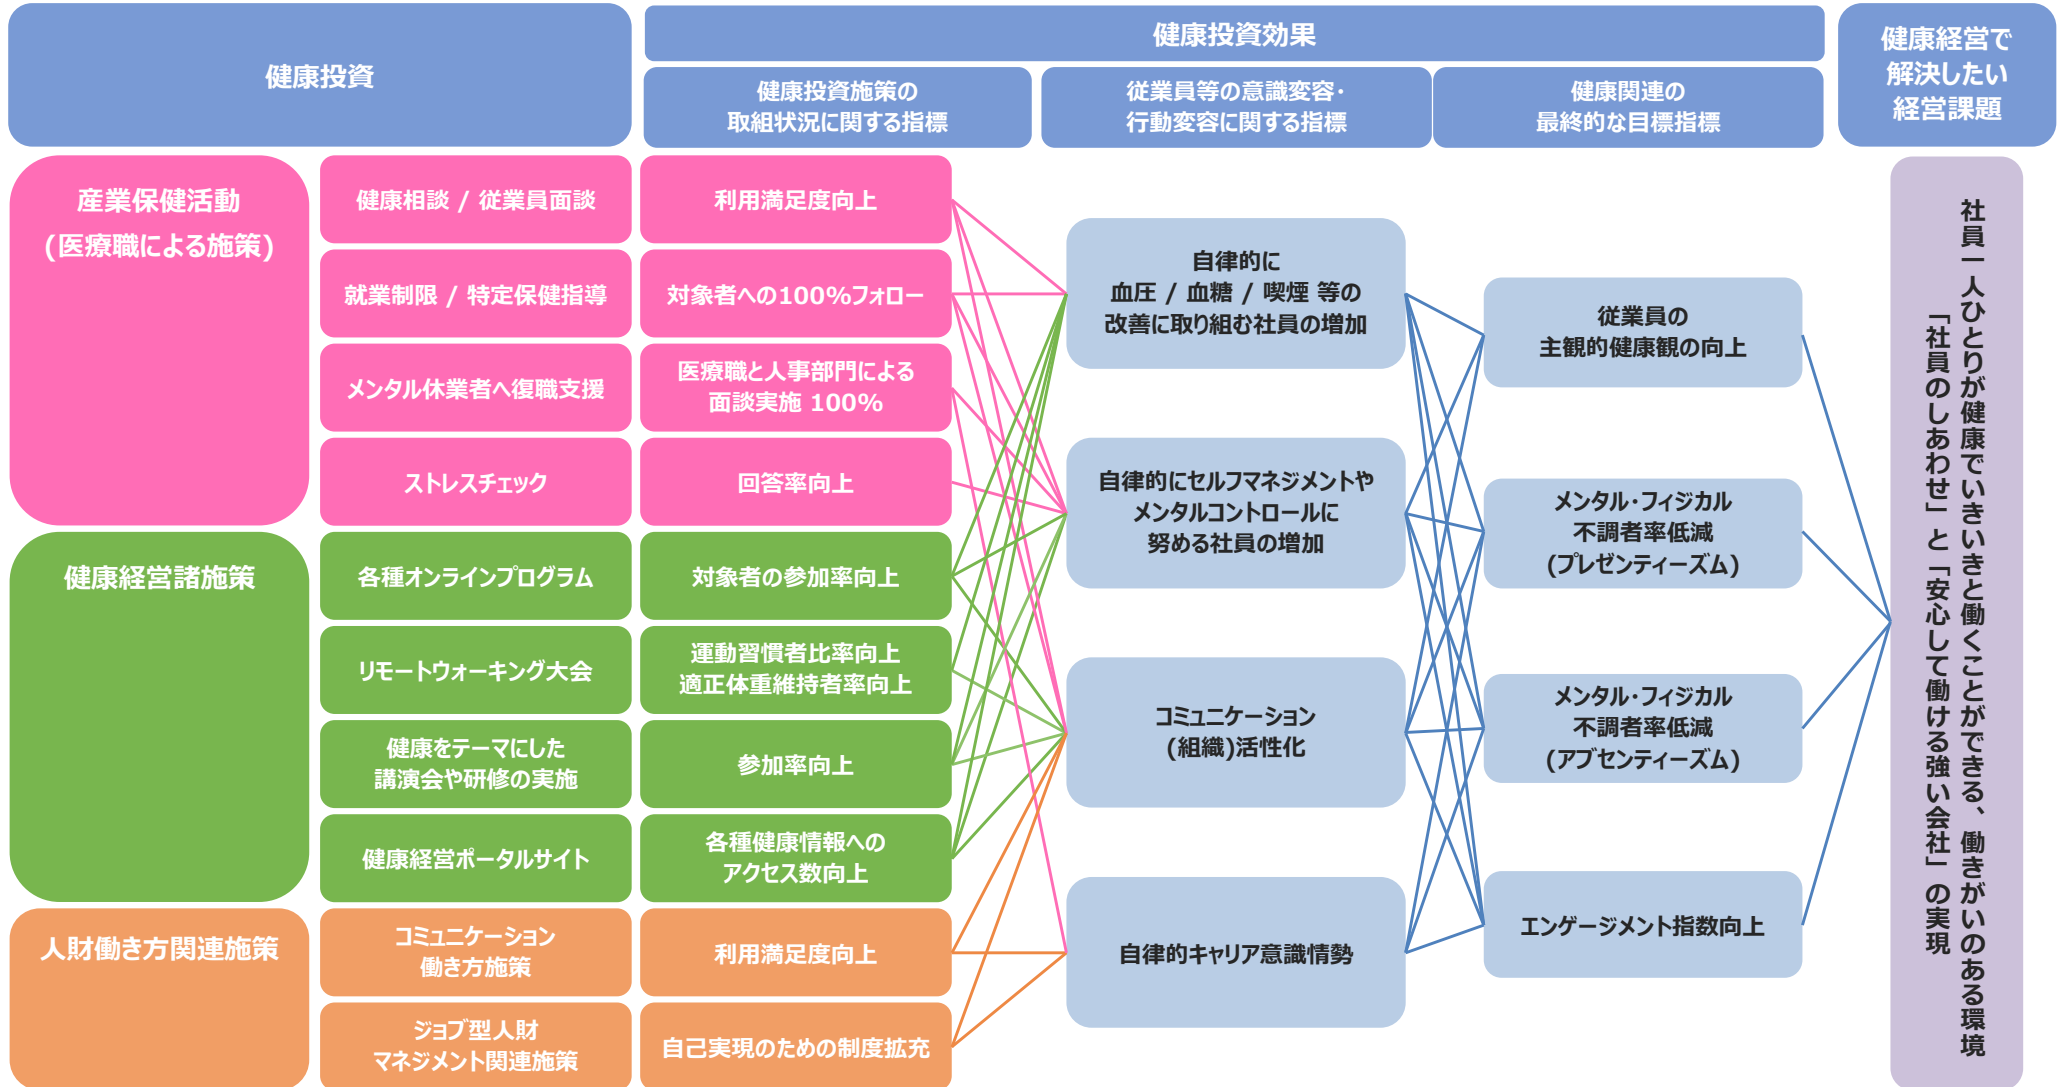 健康投資
健康投資効果
健康投資施策の
取組状況に関する指標
従業員等の意識変容・
行動変容に関する指標
健康関連の
最終的な目標指標
健康経営で
解決したい
経営課題
産業保健活動
(医療職による施策)
健康相談 / 従業員面談
利用満足度向上
就業制限 / 特定保健指導
対象者への100%フォロー
メンタル休業者へ復職支援
医療職と人事部門による
面談実施 100%
ストレスチェック
回答率向上
健康経営諸施策
各種オンラインプログラム
対象者の参加率向上
リモートウォーキング大会
運動習慣者比率向上
適正体重維持者率向上
健康をテーマにした
講演会や研修の実施
参加率向上
健康経営ポータルサイト
各種健康情報への
アクセス数向上
人財働き方関連施策
コミュニケーション
働き方施策
利用満足度向上
ジョブ型人財
マネジメント関連施策
自己実現のための制度拡充
自律的に
血圧 / 血糖 / 喫煙 等の
改善に取り組む社員の増加
自律的にセルフマネジメントや
メンタルコントロールに
努める社員の増加
コミュニケーション
(組織)活性化
自律的キャリア意識情勢
従業員の
主観的健康観の向上
メンタル・フィジカル
不調者率低減
(プレゼンティーズム)
メンタル・フィジカル
不調者率低減
(アブセンティーズム)
エンゲージメント指数向上
社員一人ひとりが健康でいきいきと働くことができる、働きがいのある環境
「社員のしあわせ」と「安心して働ける強い会社」の実現